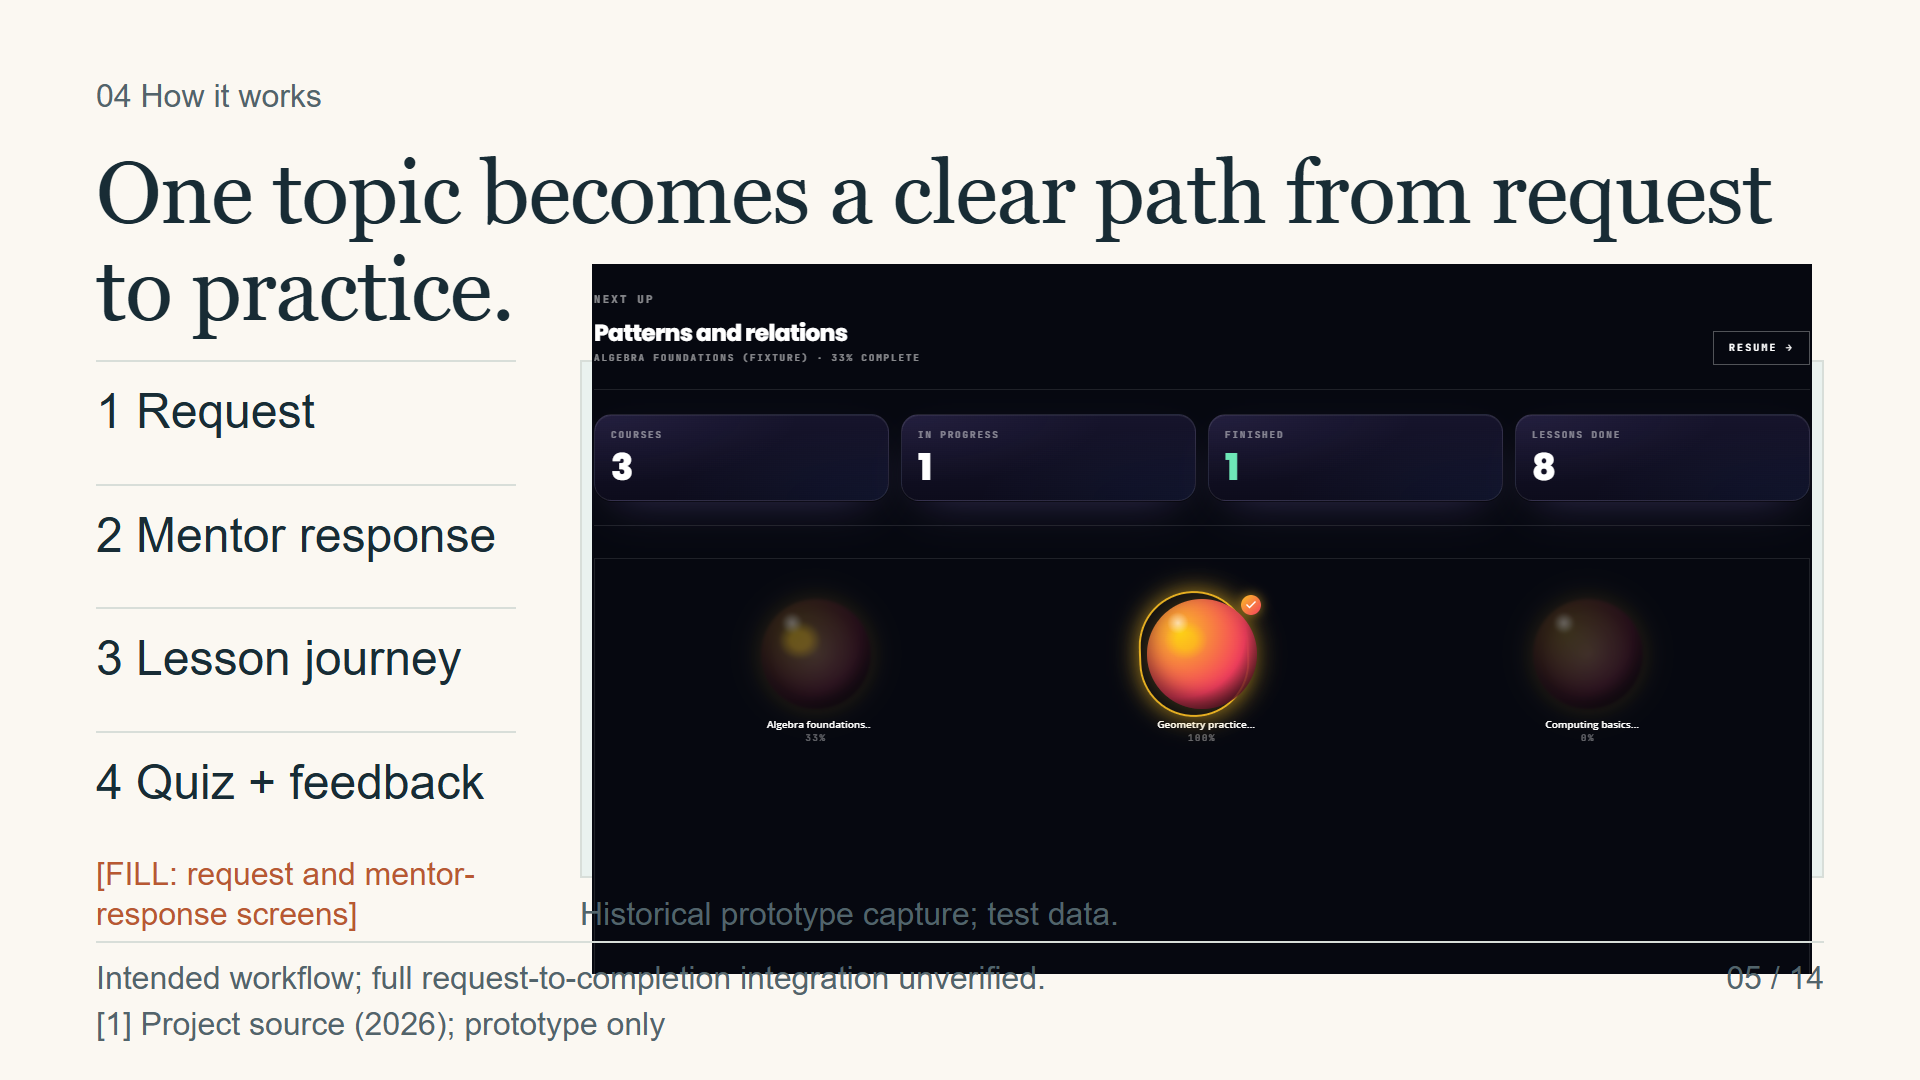 04 How it works
One topic becomes a clear path from request
to practice.
1 Request
2 Mentor response
3 Lesson journey
4 Quiz + feedback
[FILL: request and mentor-
response screens]
NEXT UP
Patterns and relations
ALGEBRA FOUNDATIONS (FIXTURE) · 33% COMPLETE
RESUME →
COURSES
3
IN PROGRESS
1
FINISHED
1
LESSONS DONE
8
Algebra foundations..
33%
Geometry practice...
100%
Computing basics...
0%
Historical prototype capture; test data.
Intended workflow; full request-to-completion integration unverified.
05 / 14
[1] Project source (2026); prototype only